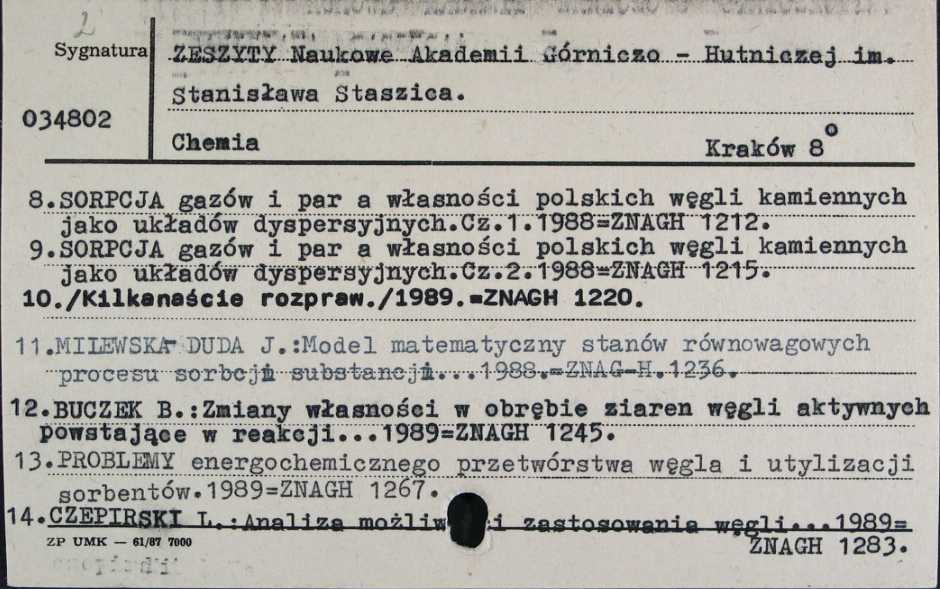 2
Sygnatura
ZESZYTY Naukowe Akademii Górniczo - Hutniczej im.
Stanisława Staszica.
034802
Chemia
Kraków 8°
8.SORPCJA gazów i par a własności polskich węgli kamiennych
jako układów dyspersyjnych.Cz.1.1988=ZNAGH 1212.
9.SORPCJA gazów i par a własności polskich węgli kamiennych
jako układów dyspersyjnych.Cz.2.1988=ZNAGH 1215.
10./Kilkanaście rozpraw./1989.=ZNAGH 1220.
11.MILEWSKA-DUDA J.:Model matematyczny stanów równowagowych
procesu sorbcji substancji...1988.=ZNAG-H.1236.
12.BUCZEK B.:Zmiany własności w obrębie ziaren węgli aktywnych
powstające w reakcji...1989=ZNAGH 1245.
13.PROBLEMY energochemicznego przetwórstwa węgla i utylizacji
sorbentów.1989=ZNAGH 1267.
14.CZEPIRSKI L.:Analiza możliw i zastosowania węgli...1989=
ZP UMK — 61/87 7000
ZNAGH 1283.